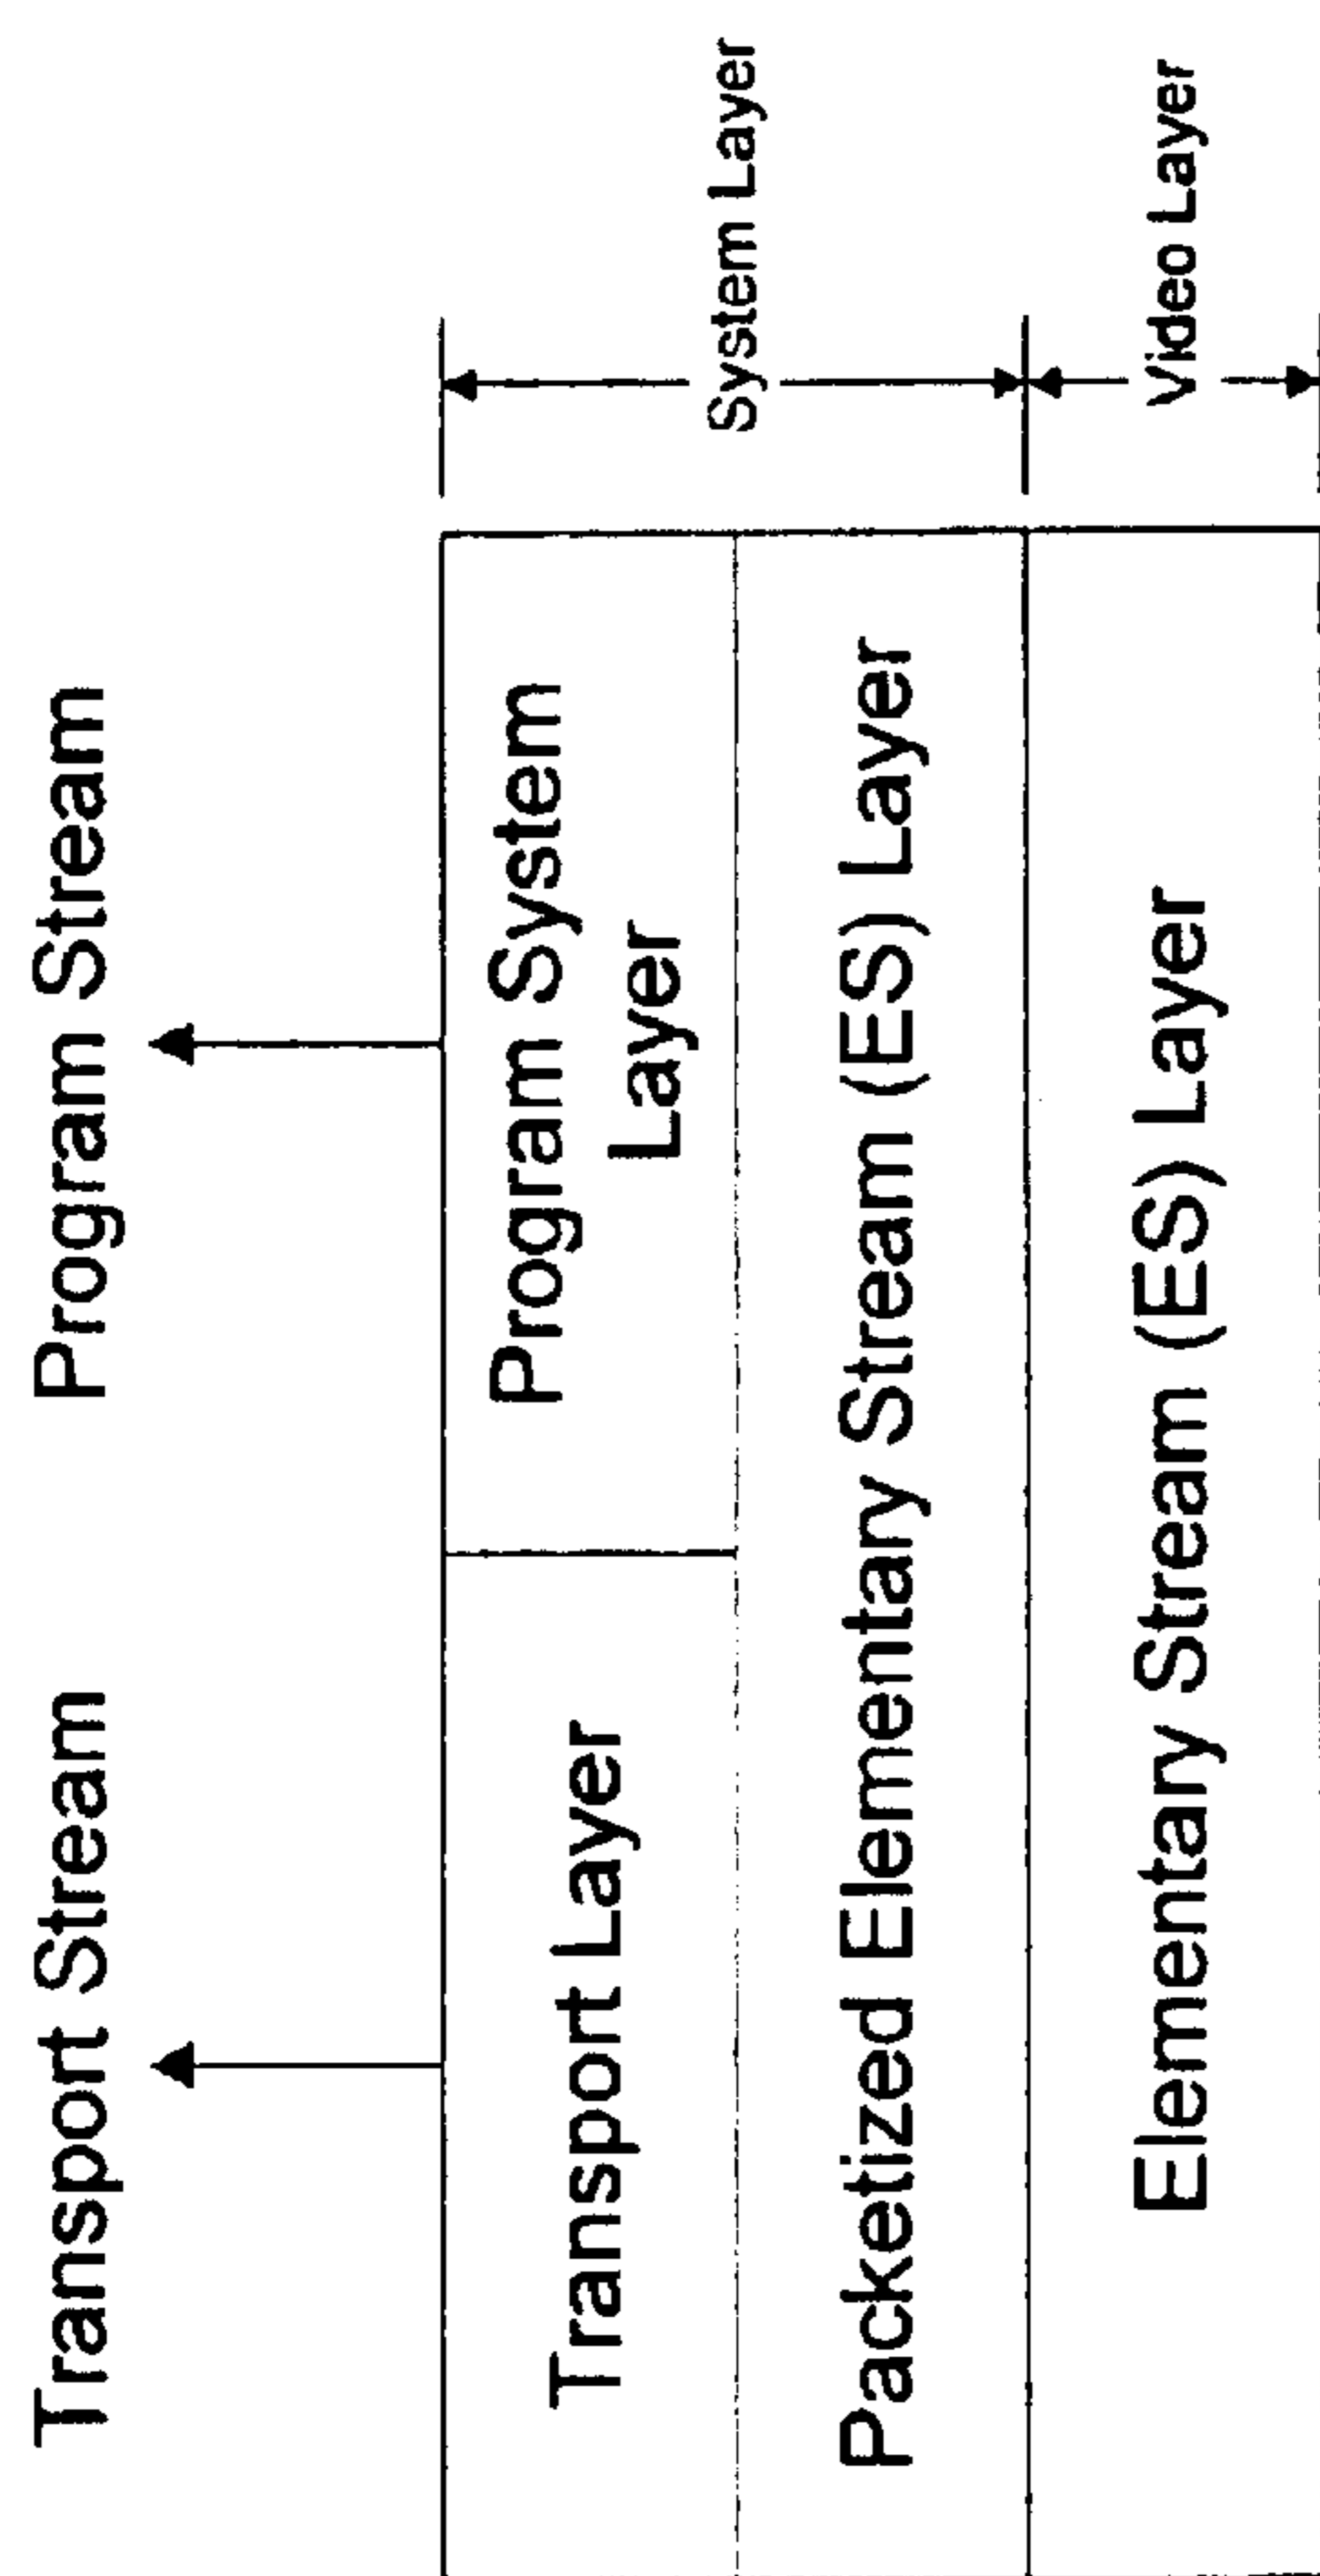 Transport Stream
Program Stream
Transport Layer
Program System
Layer
Packetized Elementary Stream (ES) Layer
Elementary Stream (ES) Layer
System Layer
Video Layer